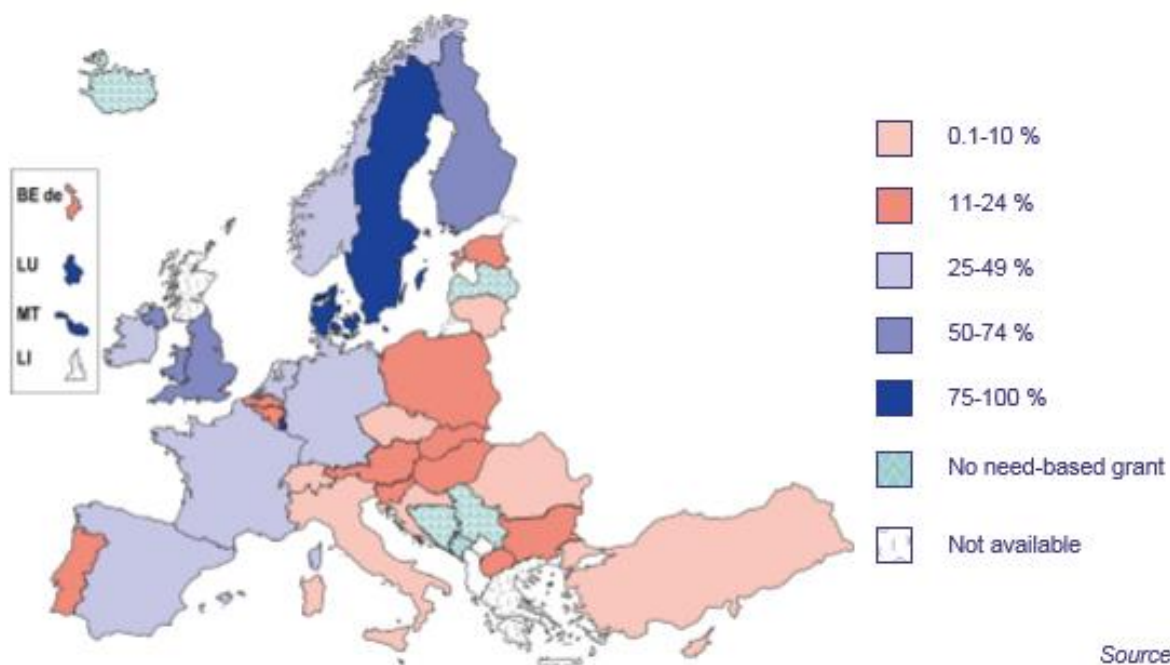 BE de
LU
MT
LI
0.1-10 %
11-24 %
25-49 %
50-74 %
75-100 %
No need-based grant
Not available
Source